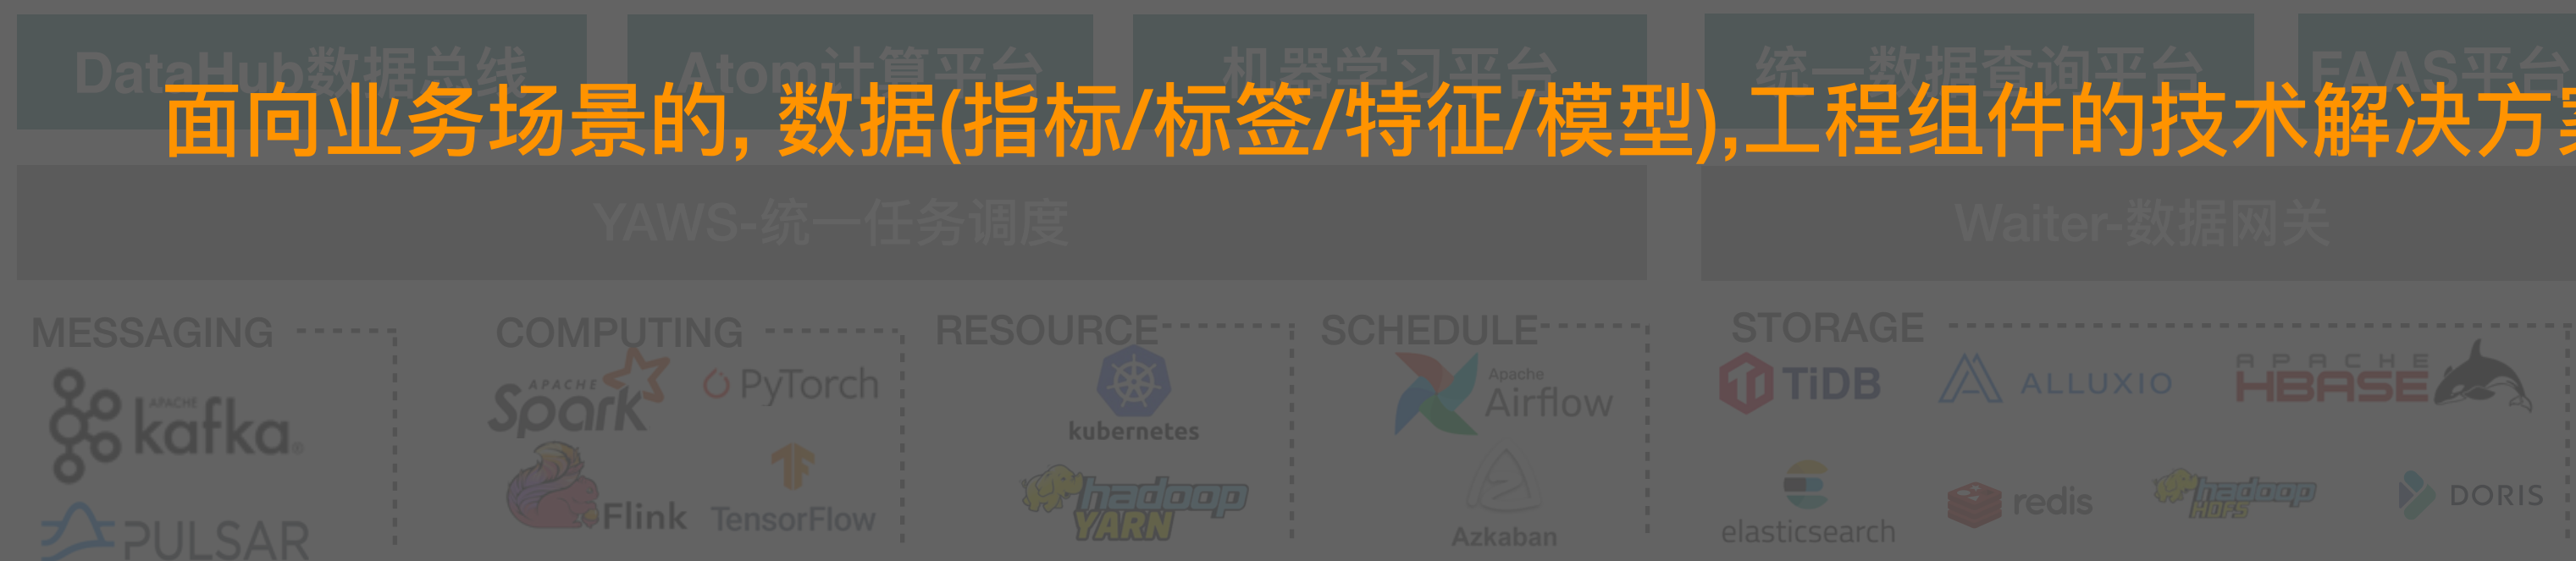 DataHub数据总线 Atom计算平台 机器学习平台 统一数据查询平台 FAAS平台
面向业务场景的, 数据(指标/标签/特征/模型),工程组件的技术解决方案
YAWS-统一任务调度 Waiter-数据网关
MESSAGING COMPUTING RESOURCE SCHEDULE STORAGE
APACHE kafka®
APACHE Spark
PyTorch
kubernetes
Apache Airflow
TiDB
ALLUXIO
APACHE HBASE
PULSAR
Flink
TensorFlow
hadoop YARN
Azkaban
elasticsearch
redis
hadoop HDFS
DORIS